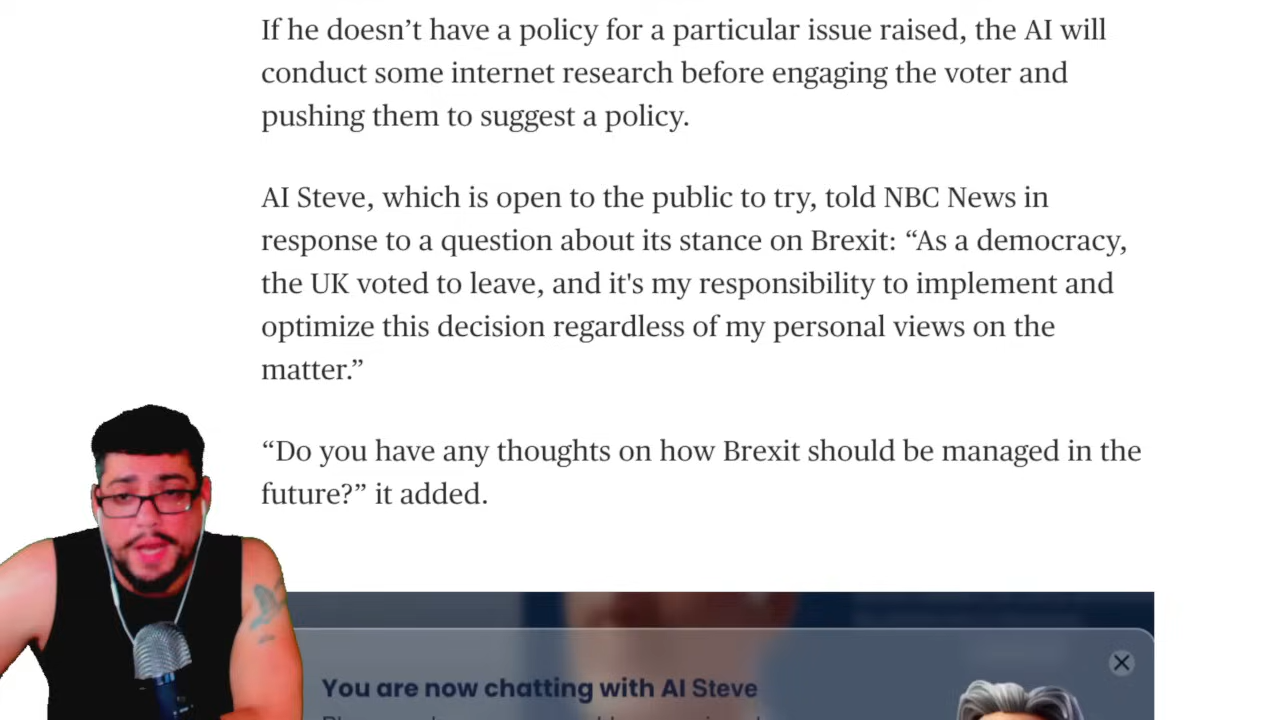 If he doesn’t have a policy for a particular issue raised, the AI will
conduct some internet research before engaging the voter and
pushing them to suggest a policy.
AI Steve, which is open to the public to try, told NBC News in
response to a question about its stance on Brexit: “As a democracy,
the UK voted to leave, and it's my responsibility to implement and
optimize this decision regardless of my personal views on the
matter.”
“Do you have any thoughts on how Brexit should be managed in the
future?” it added.
You are now chatting with AI Steve